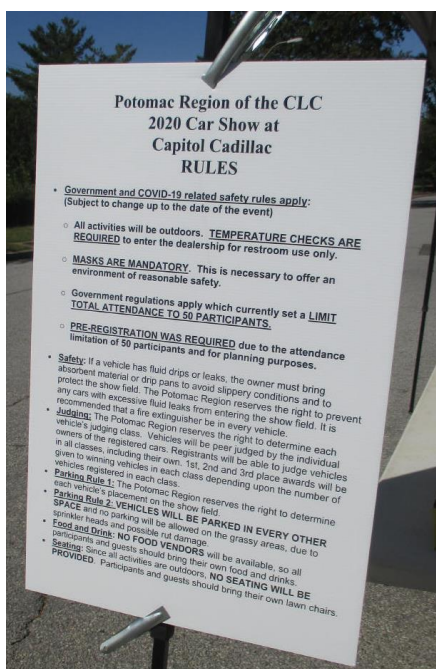 Potomac Region of the CLC
2020 Car Show at
Capitol Cadillac
RULES
• Government and COVID-19 related safety rules apply:
(Subject to change up to the date of the event)
○ All activities will be outdoors. TEMPERATURE CHECKS ARE
REQUIRED to enter the dealership for restroom use only.
○ MASKS ARE MANDATORY. This is necessary to offer an
environment of reasonable safety.
○ Government regulations apply which currently set a LIMIT
TOTAL ATTENDANCE TO 50 PARTICIPANTS.
○ PRE-REGISTRATION WAS REQUIRED due to the attendance
limitation of 50 participants and for planning purposes.
• Safety: If a vehicle has fluid drips or leaks, the owner must bring
absorbent material or drip pans to avoid slippery conditions and to
protect the show field. The Potomac Region reserves the right to prevent
any cars with excessive fluid leaks from entering the show field. It is
recommended that a fire extinguisher be in every vehicle.
• Judging: The Potomac Region reserves the right to determine each
vehicle's judging class. Vehicles will be peer judged by the individual
owners of the registered cars. Registrants will be able to judge vehicles
in all classes, including their own. 1st, 2nd and 3rd place awards will be
given to winning vehicles in each class depending upon the number of
vehicles registered in each class.
• Parking Rule 1: The Potomac Region reserves the right to determine
each vehicle's placement on the show field.
• Parking Rule 2: VEHICLES WILL BE PARKED IN EVERY OTHER
SPACE and no parking will be allowed on the grassy areas, due to
sprinkler heads and possible rut damage.
• Food and Drink: NO FOOD VENDORS will be available, so all
participants and guests should bring their own food and drinks.
• Seating: Since all activities are outdoors, NO SEATING WILL BE
PROVIDED. Participants and guests should bring their own lawn chairs.